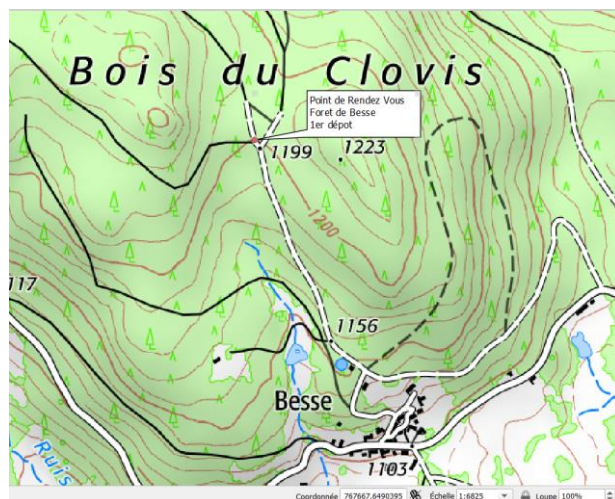 Bois du Clovis
Point de Rendez Vous
Foret de Besse
1er dépot
1199
1223
1200
117
1156
Besse
Ruis
1103
Coordonnée 767667,6490395 Échelle 1:6825 Loupe 100%